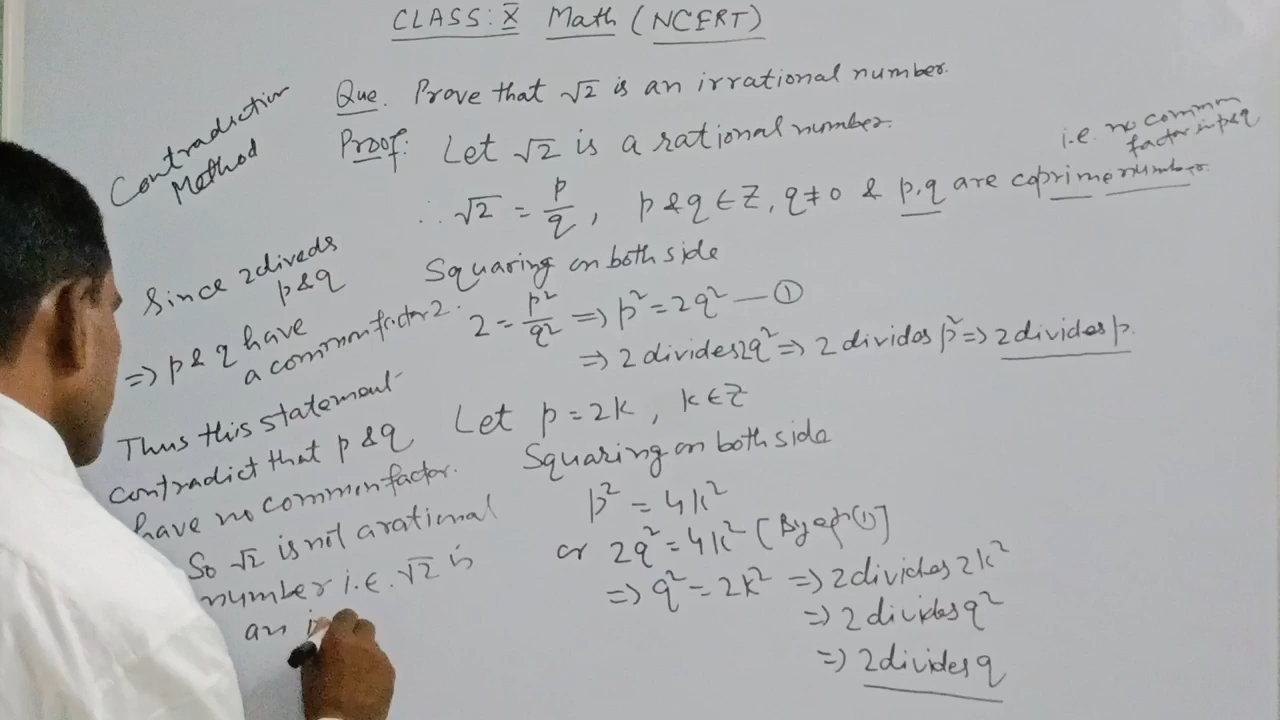 CLASS: X Math (NCERT)
Contradiction
Method
Que. Prove that √2 is an irrational number.
Proof: Let √2 is a rational number.
∴ √2 = p/q, p & q ∈ Z, q ≠ 0 & p,q are coprime number.
i.e. no common
factor in p & q
Squaring on both side
2 = p²/q² ⇒ p² = 2q² — ①
⇒ 2 divides 2q² ⇒ 2 divides p² ⇒ 2 divides p.
Let p = 2k, k ∈ Z
Squaring on both side
p² = 4k²
or 2q² = 4k² [By eqn (1)]
⇒ q² = 2k² ⇒ 2 divides 2k²
⇒ 2 divides q²
⇒ 2 divides q
Since 2 diveds
p & q
⇒ p & q have
a common factor 2.
Thus this statement
contradict that p & q
have no common factor.
So √2 is not a rational
number i.e. √2 is
an i